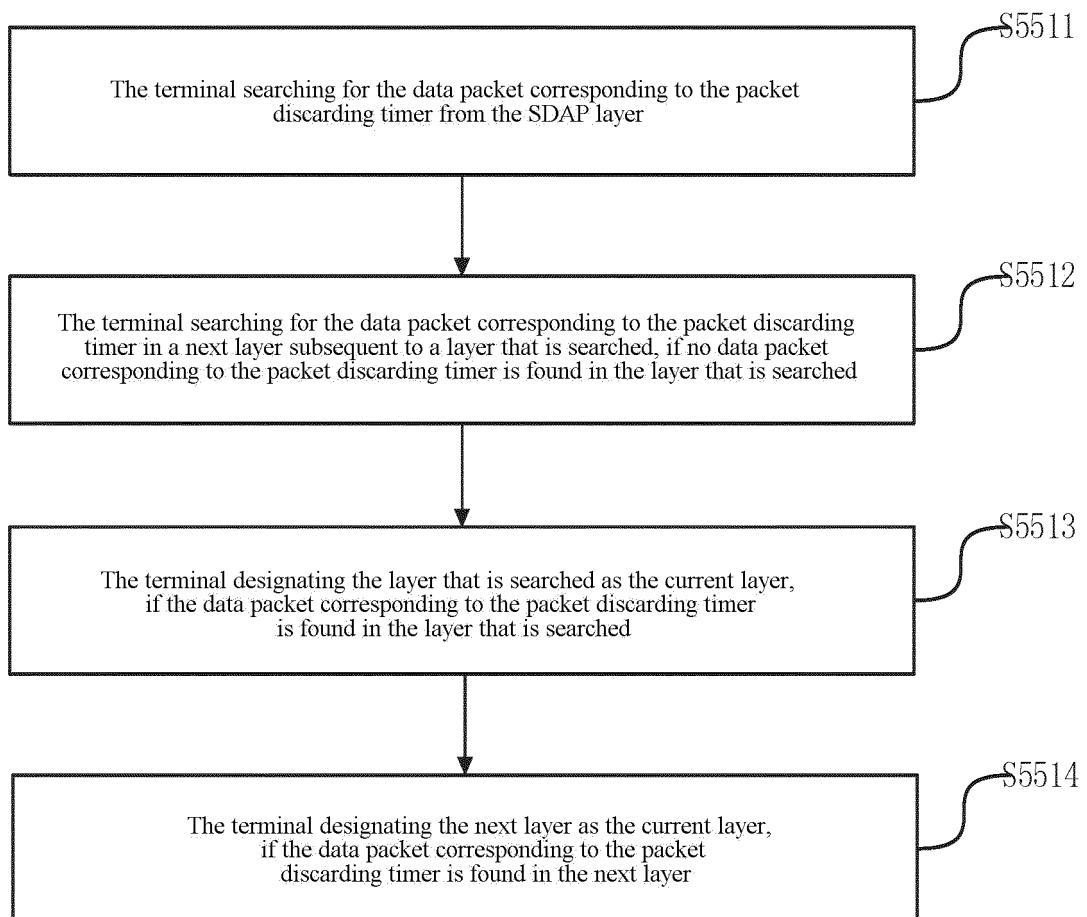 S5511
The terminal searching for the data packet corresponding to the packet
discarding timer from the SDAP layer
S5512
The terminal searching for the data packet corresponding to the packet discarding
timer in a next layer subsequent to a layer that is searched, if no data packet
corresponding to the packet discarding timer is found in the layer that is searched
S5513
The terminal designating the layer that is searched as the current layer,
if the data packet corresponding to the packet discarding timer
is found in the layer that is searched
S5514
The terminal designating the next layer as the current layer,
if the data packet corresponding to the packet
discarding timer is found in the next layer